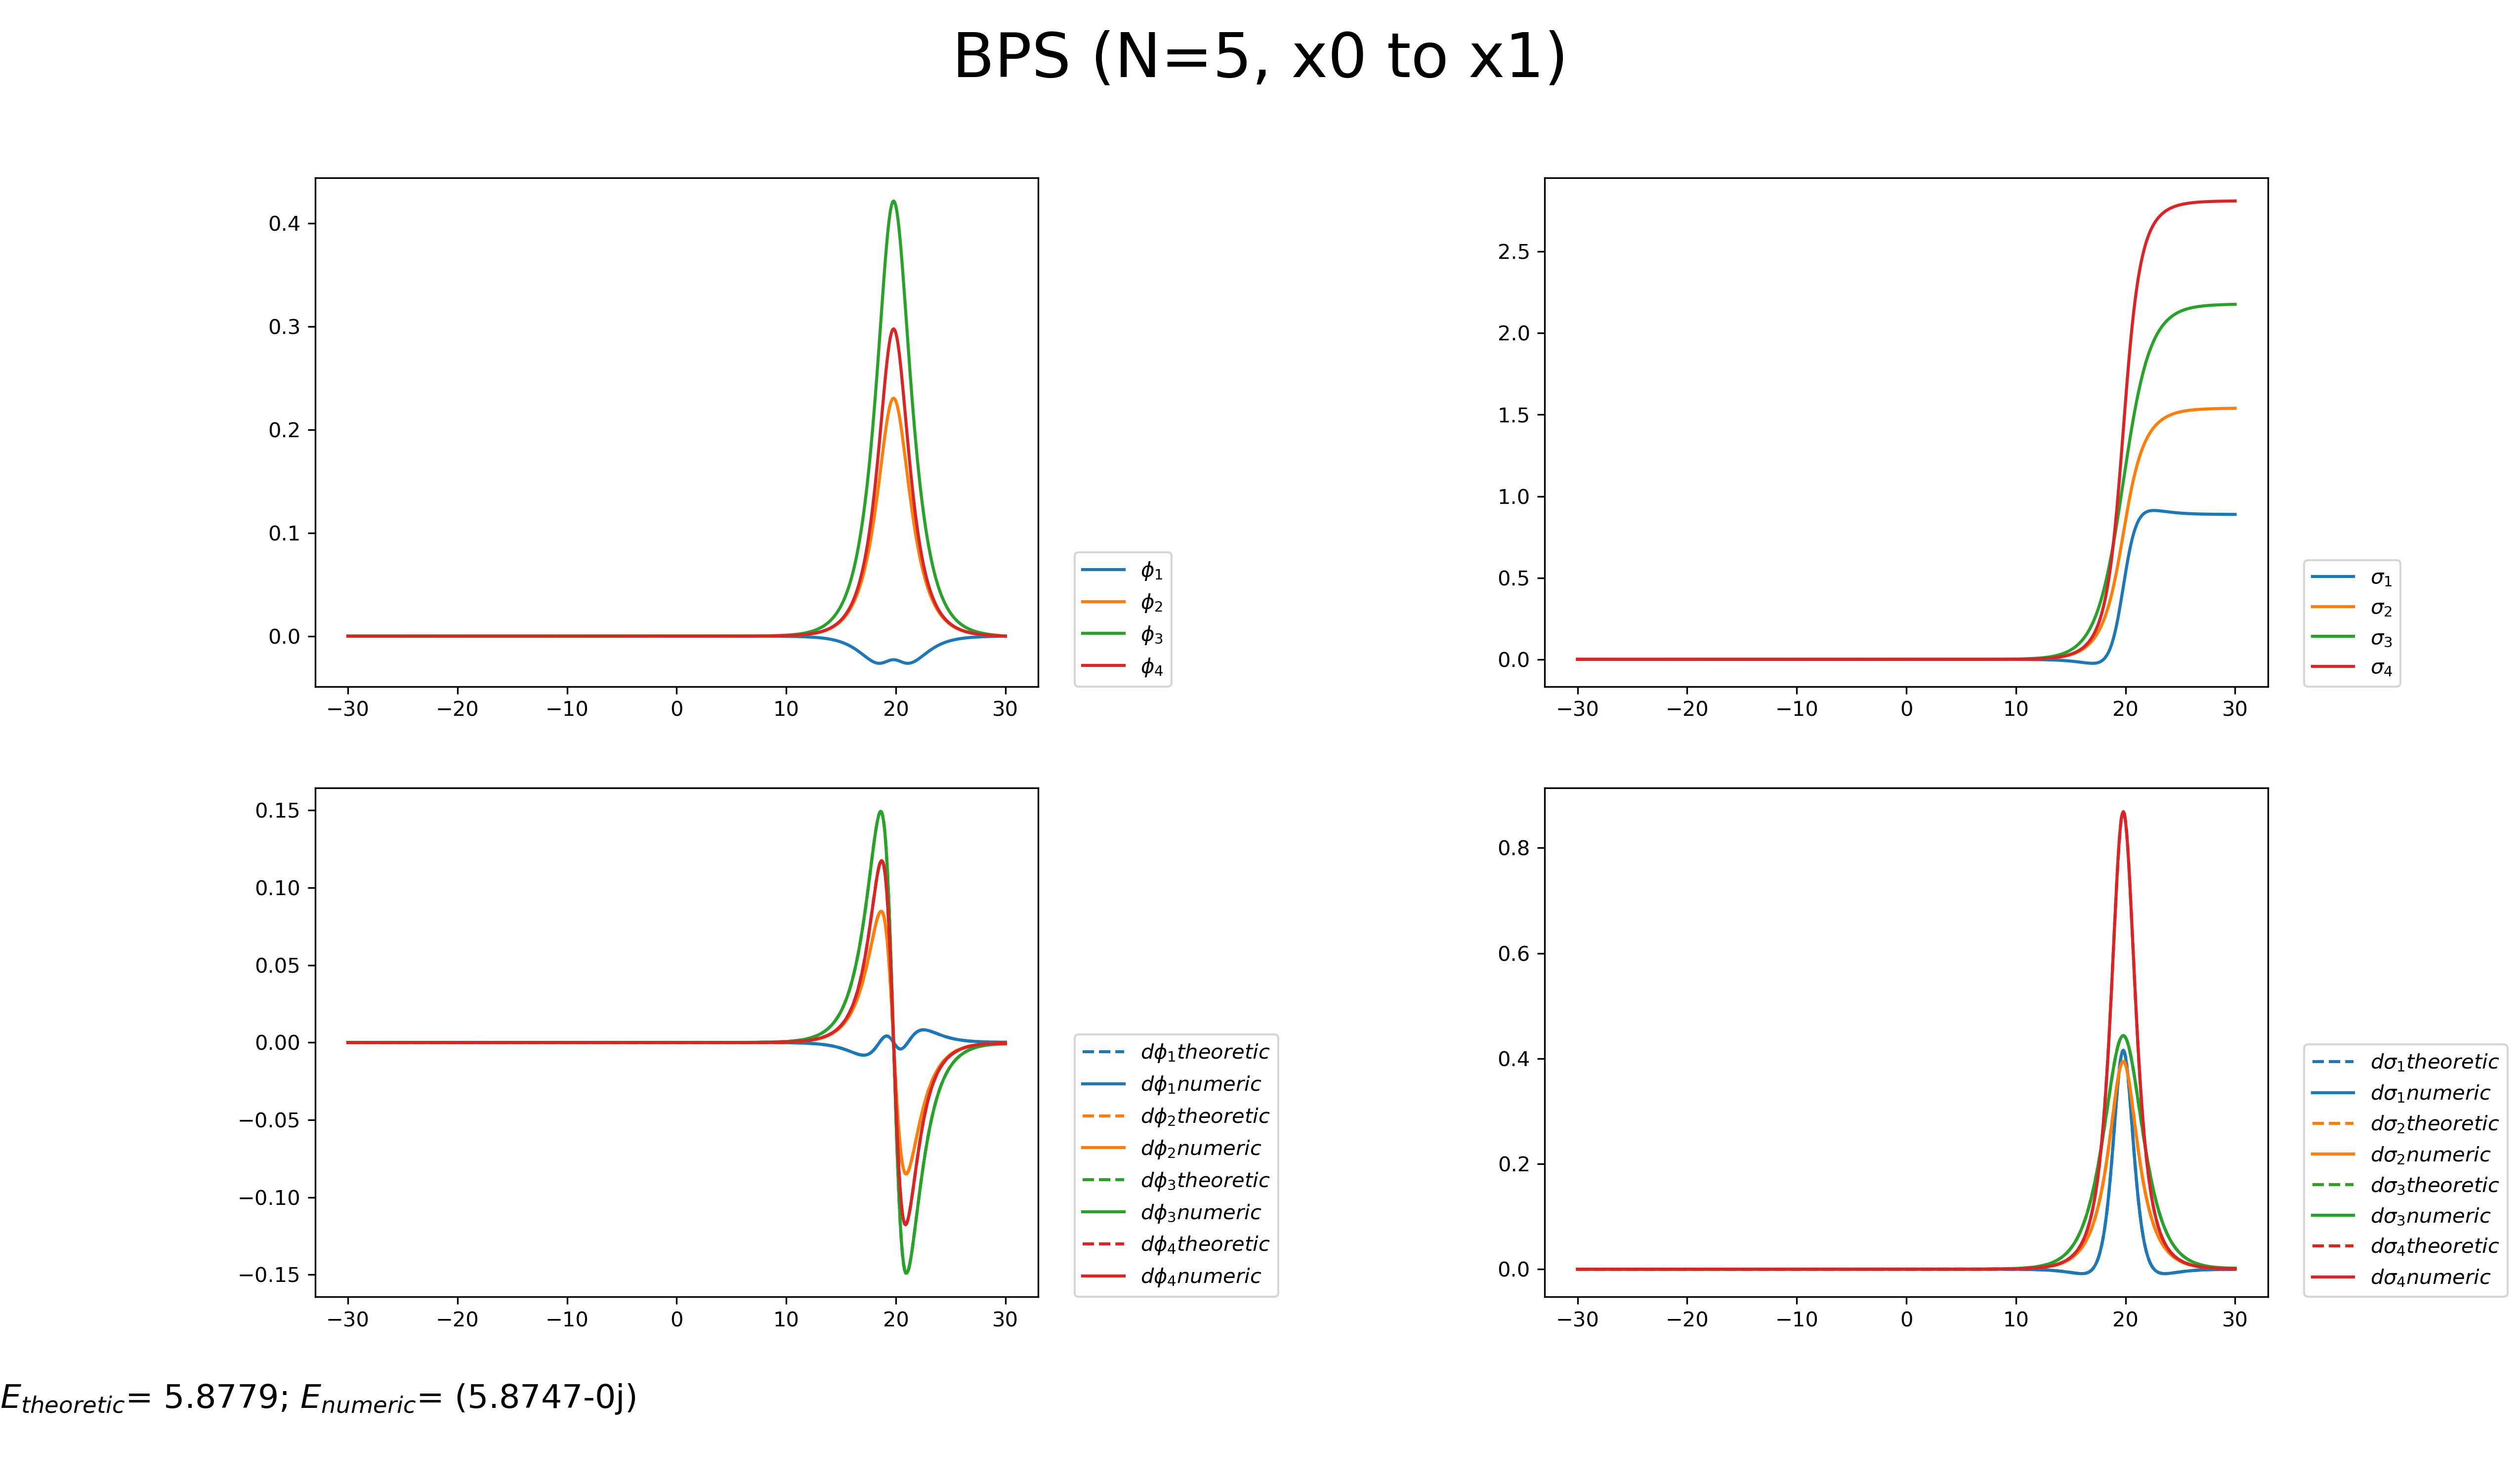 BPS (N=5, x0 to x1)
0.4
0.3
0.2
0.1
0.0
−30 −20 −10 0 10 20 30
ϕ1
ϕ2
ϕ3
ϕ4
2.5
2.0
1.5
1.0
0.5
0.0
−30 −20 −10 0 10 20 30
σ1
σ2
σ3
σ4
0.15
0.10
0.05
0.00
−0.05
−0.10
−0.15
−30 −20 −10 0 10 20 30
dϕ1theoretic
dϕ1numeric
dϕ2theoretic
dϕ2numeric
dϕ3theoretic
dϕ3numeric
dϕ4theoretic
dϕ4numeric
0.8
0.6
0.4
0.2
0.0
−30 −20 −10 0 10 20 30
dσ1theoretic
dσ1numeric
dσ2theoretic
dσ2numeric
dσ3theoretic
dσ3numeric
dσ4theoretic
dσ4numeric
Etheoretic= 5.8779; Enumeric= (5.8747-0j)